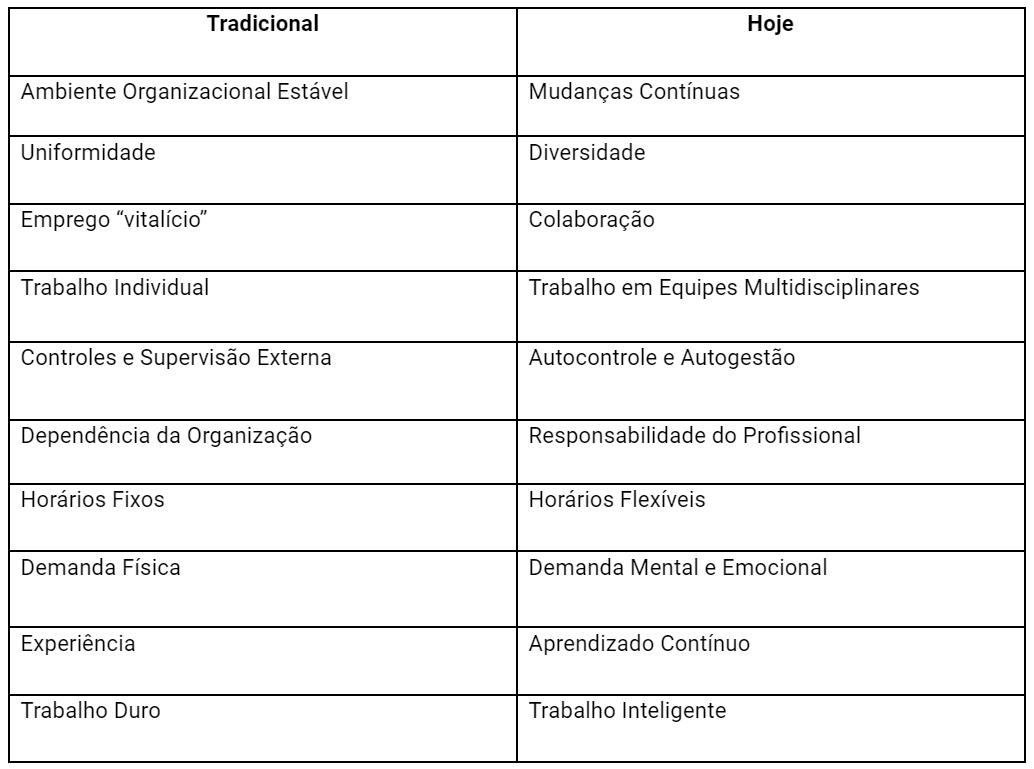 Tradicional Hoje
Ambiente Organizacional Estável Mudanças Contínuas
Uniformidade Diversidade
Emprego “vitalício” Colaboração
Trabalho Individual Trabalho em Equipes Multidisciplinares
Controles e Supervisão Externa Autocontrole e Autogestão
Dependência da Organização Responsabilidade do Profissional
Horários Fixos Horários Flexíveis
Demanda Física Demanda Mental e Emocional
Experiência Aprendizado Contínuo
Trabalho Duro Trabalho Inteligente